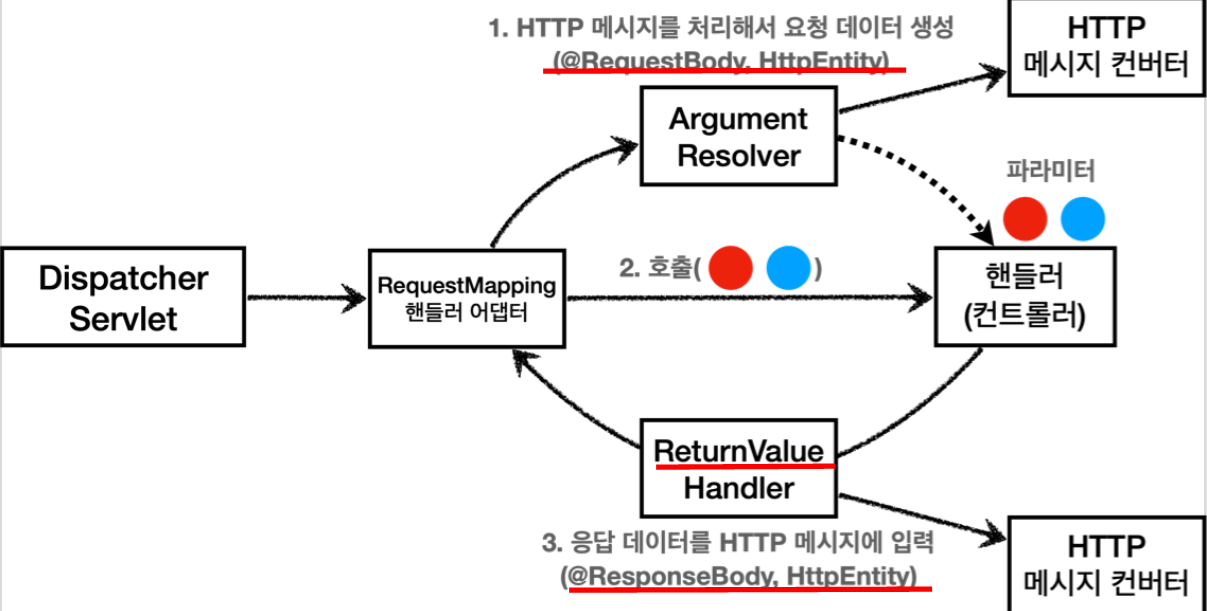 1. HTTP 메시지를 처리해서 요청 데이터 생성
(@RequestBody, HttpEntity)
HTTP
메시지 컨버터
Argument
Resolver
파라미터
Dispatcher
Servlet
RequestMapping
핸들러 어댑터
2. 호출( )
핸들러
(컨트롤러)
ReturnValue
Handler
3. 응답 데이터를 HTTP 메시지에 입력
(@ResponseBody, HttpEntity)
HTTP
메시지 컨버터